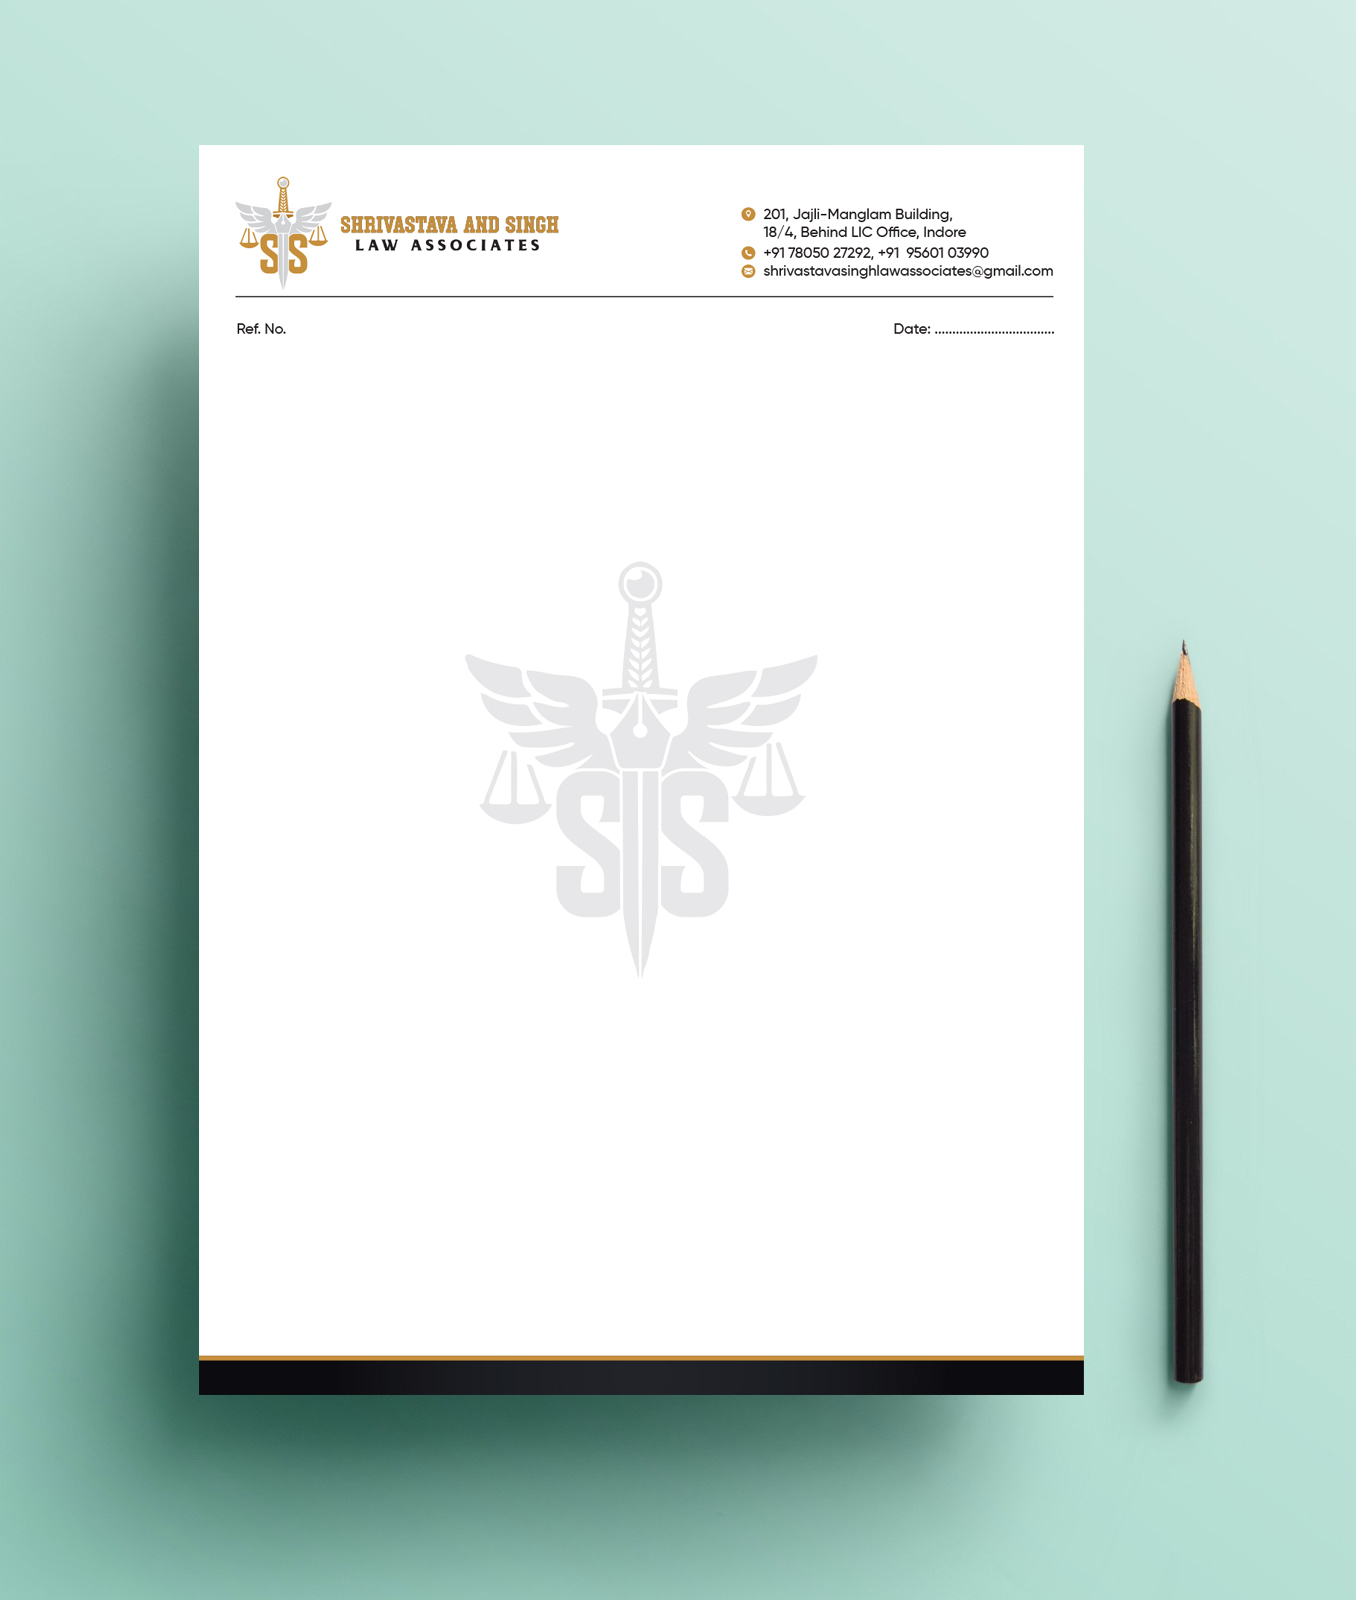 SHRIVASTAVA AND SINGH
LAW ASSOCIATES
201, Jajli-Manglam Building,
18/4, Behind LIC Office, Indore
+91 78050 27292, +91 95601 03990
shrivastavasinghlawassociates@gmail.com
Ref. No.
Date: ..................................
SS